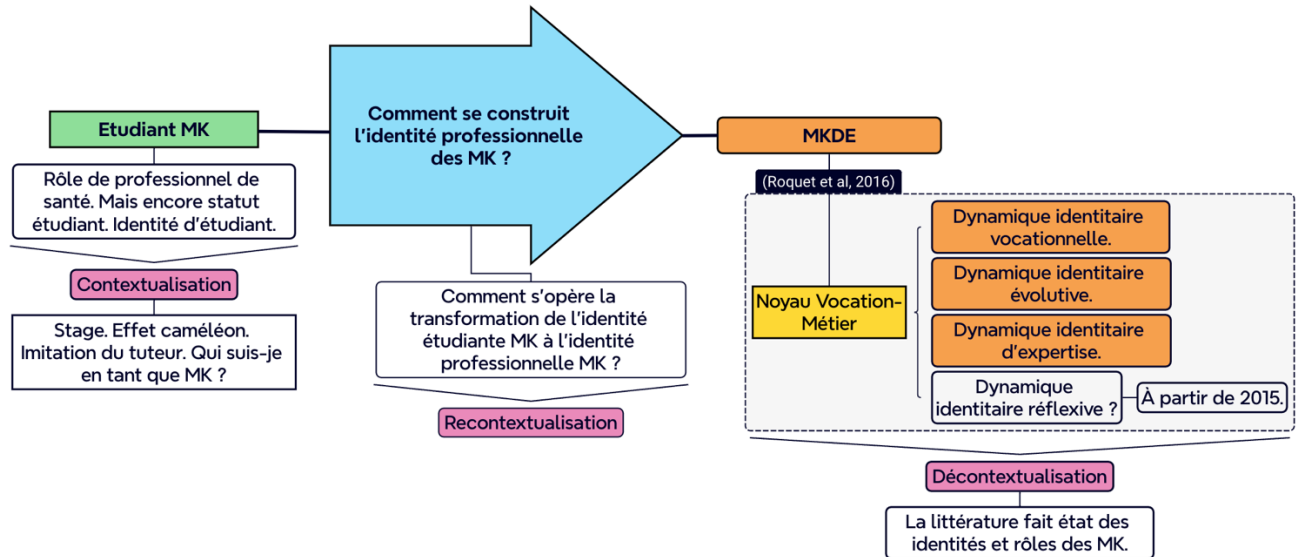 Etudiant MK
Rôle de professionnel de
santé. Mais encore statut
étudiant. Identité d'étudiant.
Contextualisation
Stage. Effet caméléon.
Imitation du tuteur. Qui suis-je
en tant que MK ?
Comment se construit
l'identité professionnelle
des MK ?
Comment s'opère la
transformation de l'identité
étudiante MK à l'identité
professionnelle MK ?
Recontextualisation
MKDE
(Roquet et al, 2016)
Noyau Vocation-
Métier
Dynamique identitaire
vocationnelle.
Dynamique identitaire
évolutive.
Dynamique identitaire
d'expertise.
Dynamique
identitaire réflexive ?
À partir de 2015.
Décontextualisation
La littérature fait état des
identités et rôles des MK.